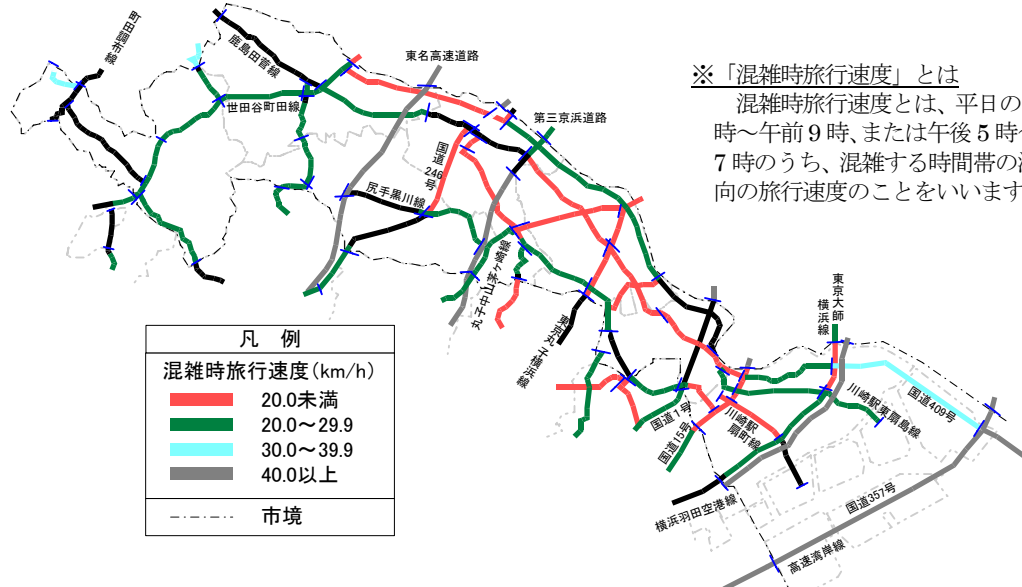 町田調布線
鹿島田菅線
東名高速道路
世田谷町田線
第三京浜道路
国道246号
尻手黒川線
丸子中山茅ケ崎線
東京丸子横浜線
東京大師
横浜線
国道409号
川崎駅東扇島線
国道1号
国道15号
川崎駅
扇町線
横浜羽田空港線
国道357号
高速湾岸線
※「混雑時旅行速度」とは
混雑時旅行速度とは、平日の
時～午前9時、または午後5時
7時のうち、混雑する時間帯の
向の旅行速度のことをいいます
凡 例
混雑時旅行速度(km/h)
20.0未満
20.0～29.9
30.0～39.9
40.0以上
市境